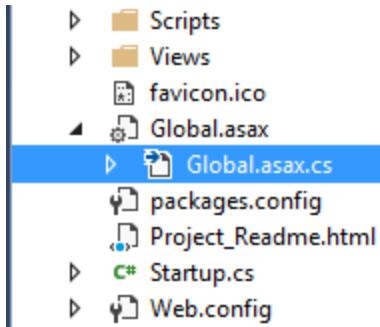 Scripts
Views
favicon.ico
Global.asax
Global.asax.cs
packages.config
Project_Readme.html
C# Startup.cs
Web.config